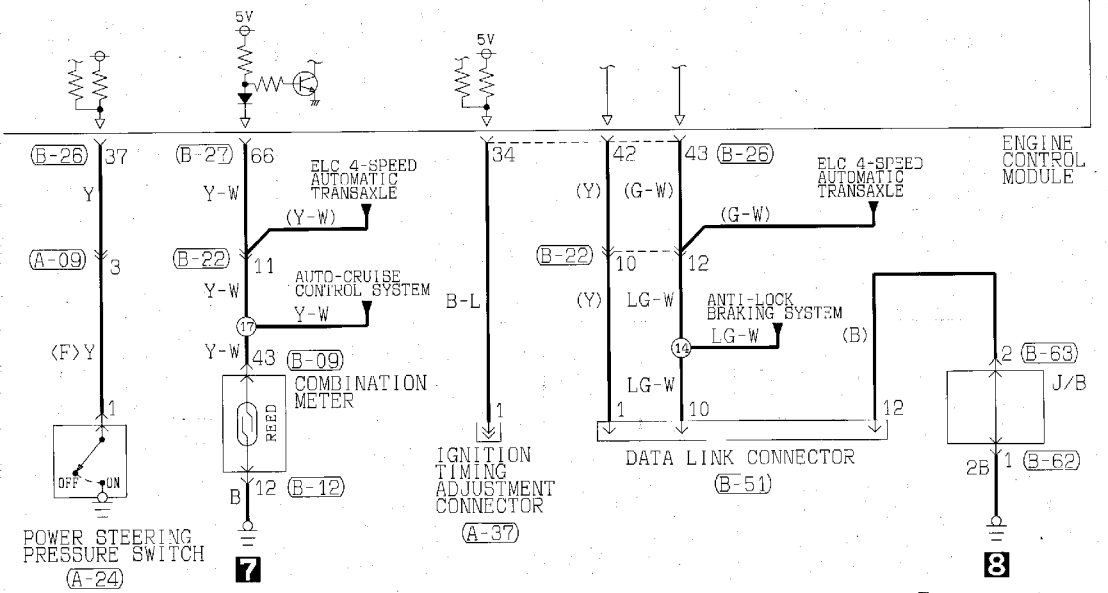 5V
5V
B-26 37
B-27 66
34
42
43 B-26
ENGINE
CONTROL
MODULE
ELC 4-SPEED
AUTOMATIC
TRANSAXLE
ELC 4-SPEED
AUTOMATIC
TRANSAXLE
Y
Y-W
(Y)
(G-W)
(Y-W)
(G-W)
A-09 3
B-22 11
B-22 10
12
AUTO-CRUISE
CONTROL SYSTEM
Y-W
Y-W
B-L
(Y)
LG-W
ANTI-LOCK
BRAKING SYSTEM
LG-W
(B)
17
14
<F>Y
Y-W
43 B-09
COMBINATION
METER
LG-W
2 B-63
J/B
REED
1
1
1
10
12
OFF
ON
B
12 B-12
IGNITION
TIMING
ADJUSTMENT
CONNECTOR
A-37
DATA LINK CONNECTOR
B-51
2B
1 B-62
POWER STEERING
PRESSURE SWITCH
A-24
7
8